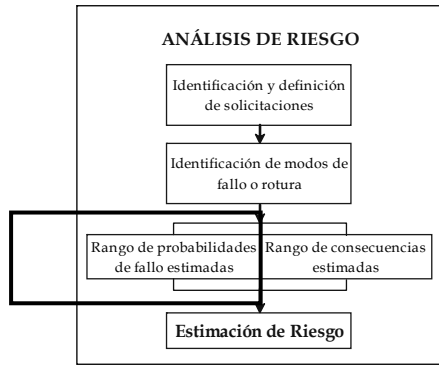 ANÁLISIS DE RIESGO
Identificación y definición
de solicitaciones
Identificación de modos de
fallo o rotura
Rango de probabilidades
de fallo estimadas
Rango de consecuencias
estimadas
Estimación de Riesgo